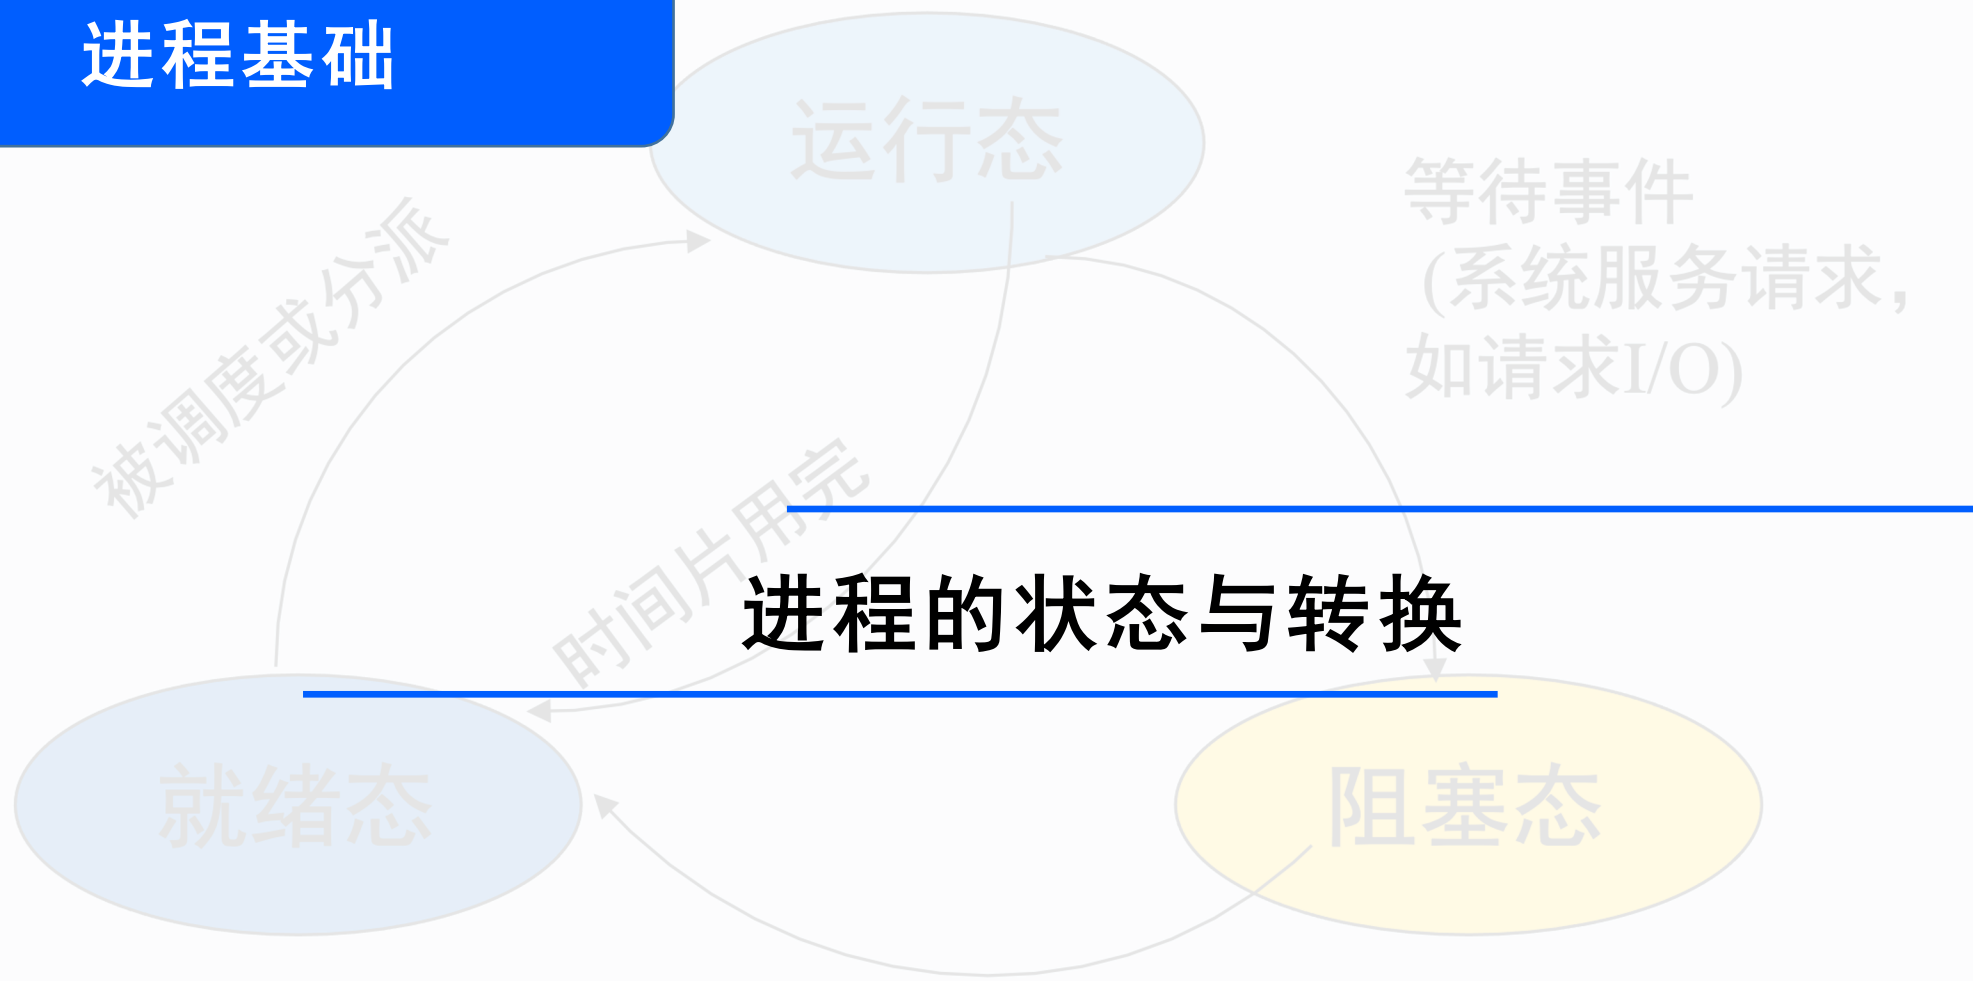 进程基础
运行态
等待事件
(系统服务请求，
如请求I/O)
被调度或分派
时间片用完
进程的状态与转换
就绪态
阻塞态